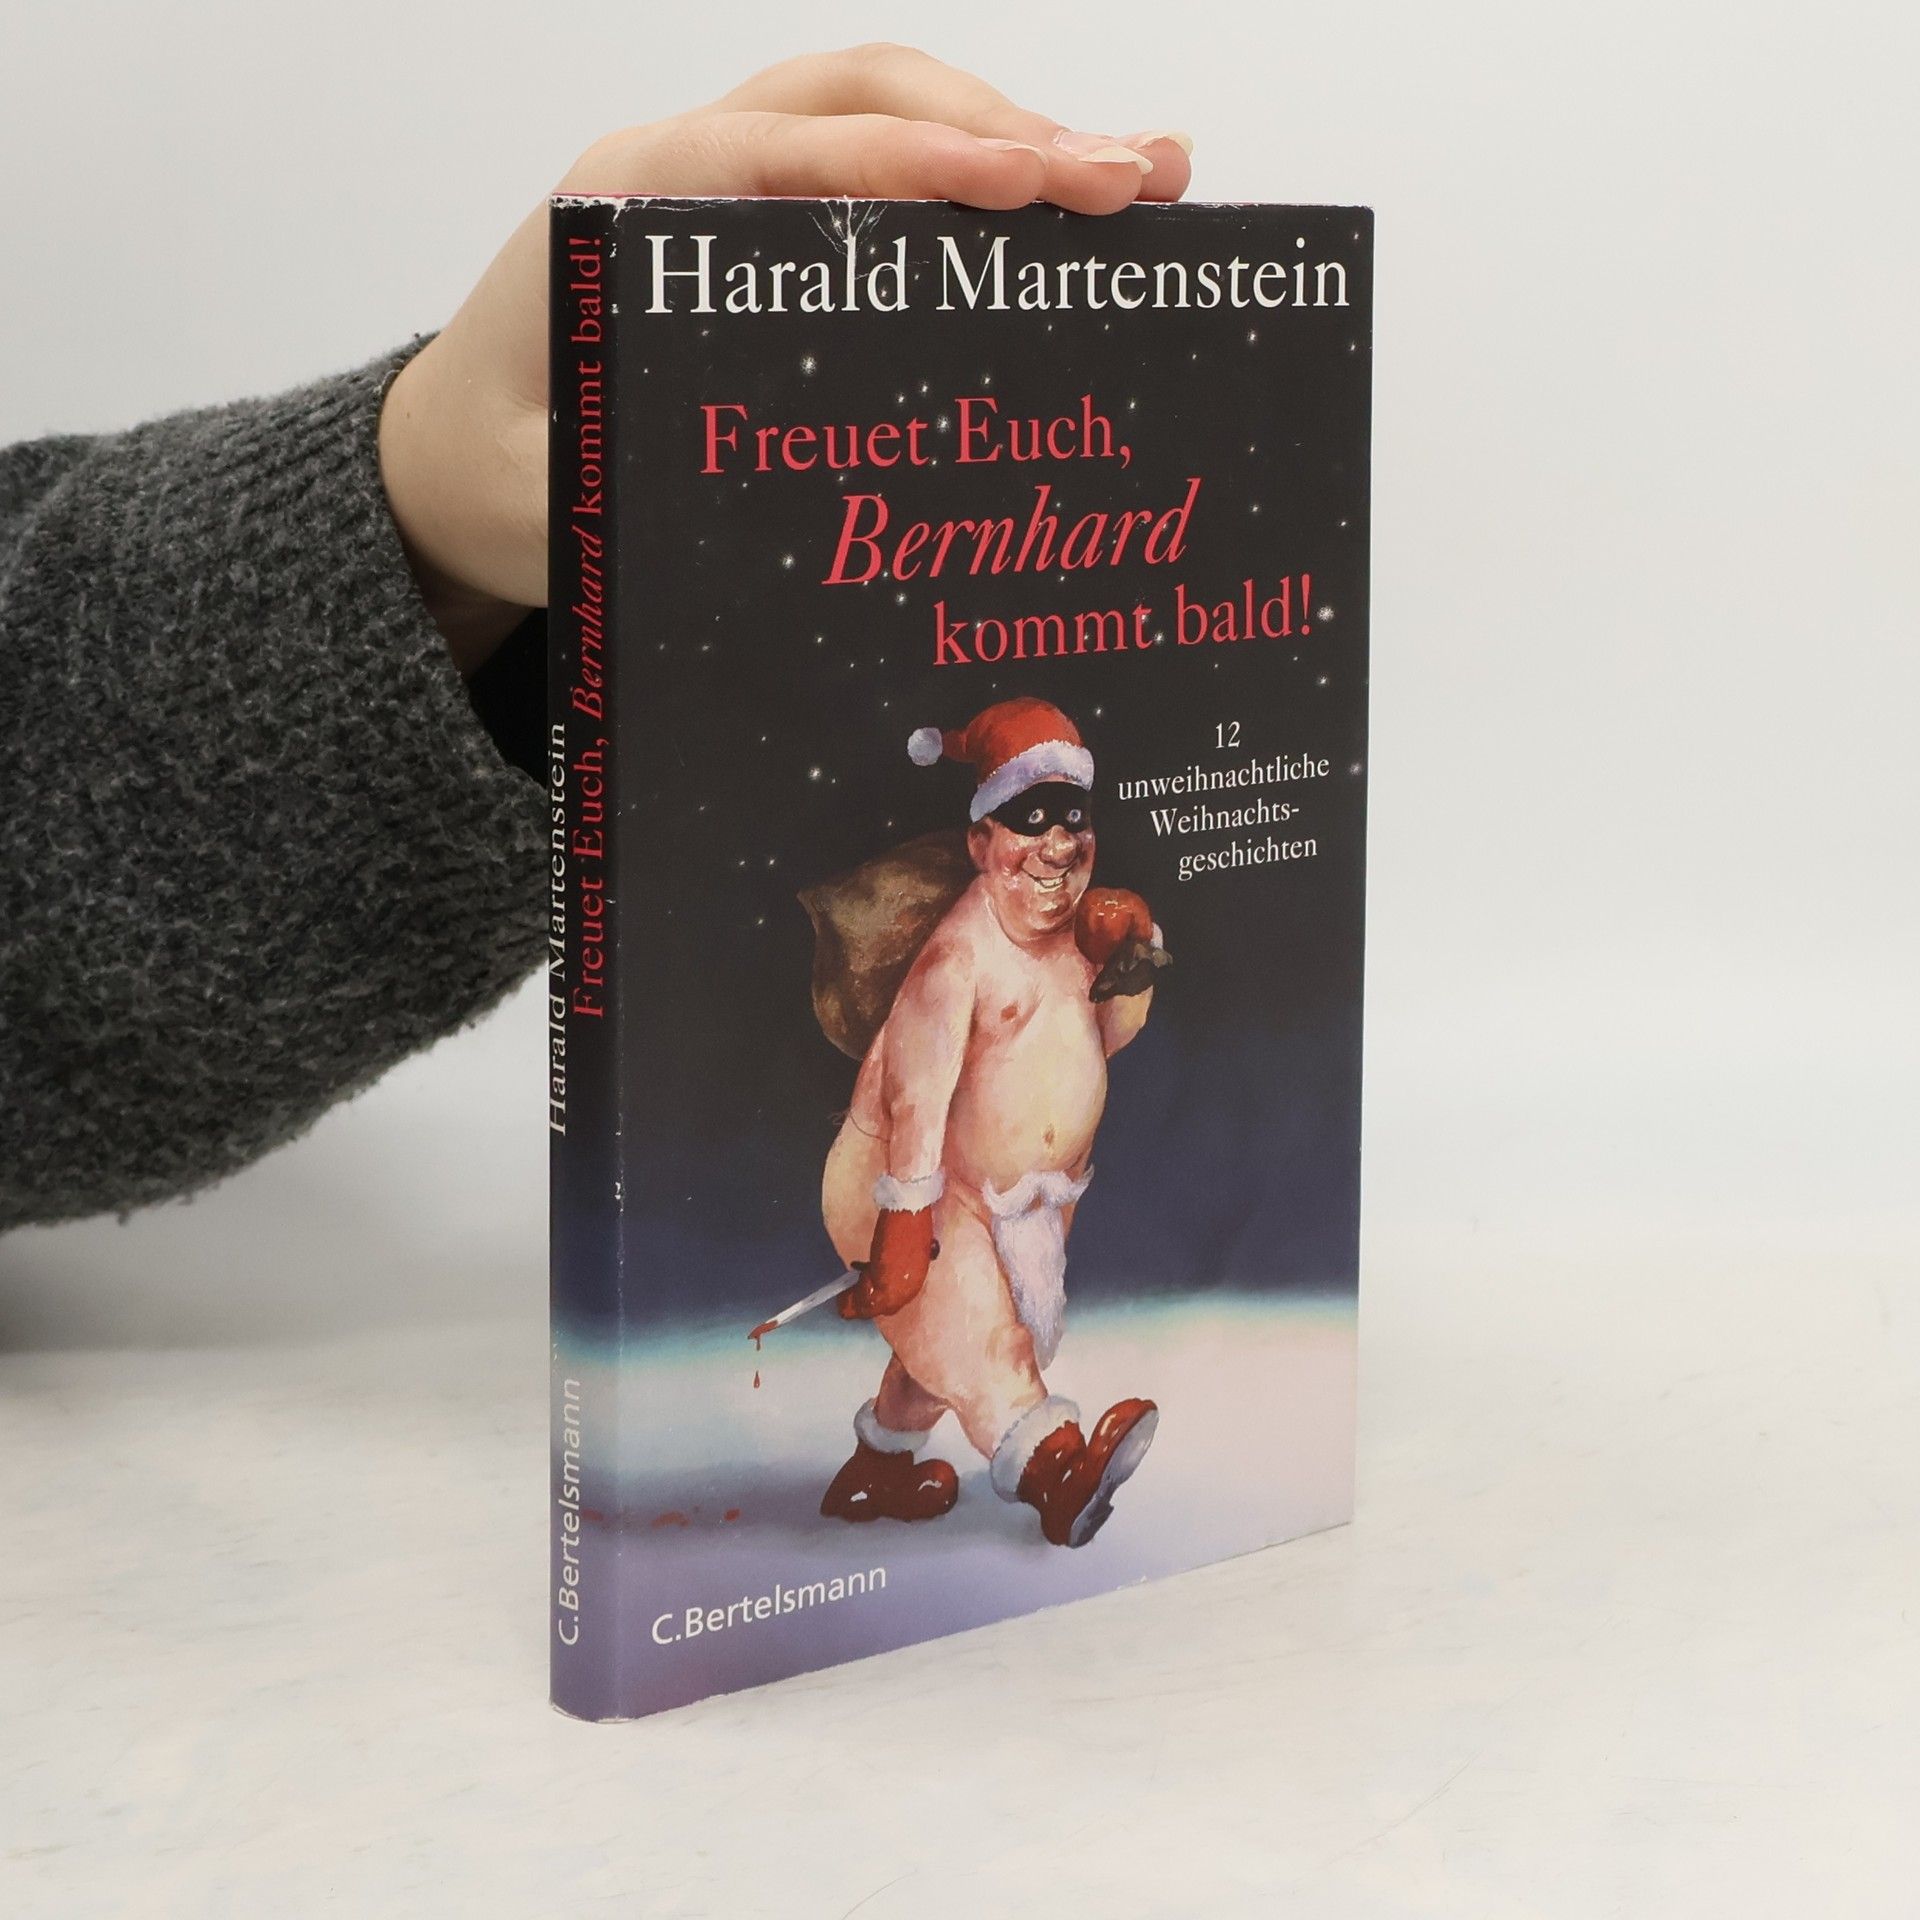 Harald Martenstein
Freuet Euch,
Bernhard
kommt bald!
12
unweihnachtliche
Weihnachts-
geschichten
C.Bertelsmann
Harald Martenstein
Freuet Euch, Bernhard kommt bald!
C.Bertelsmann